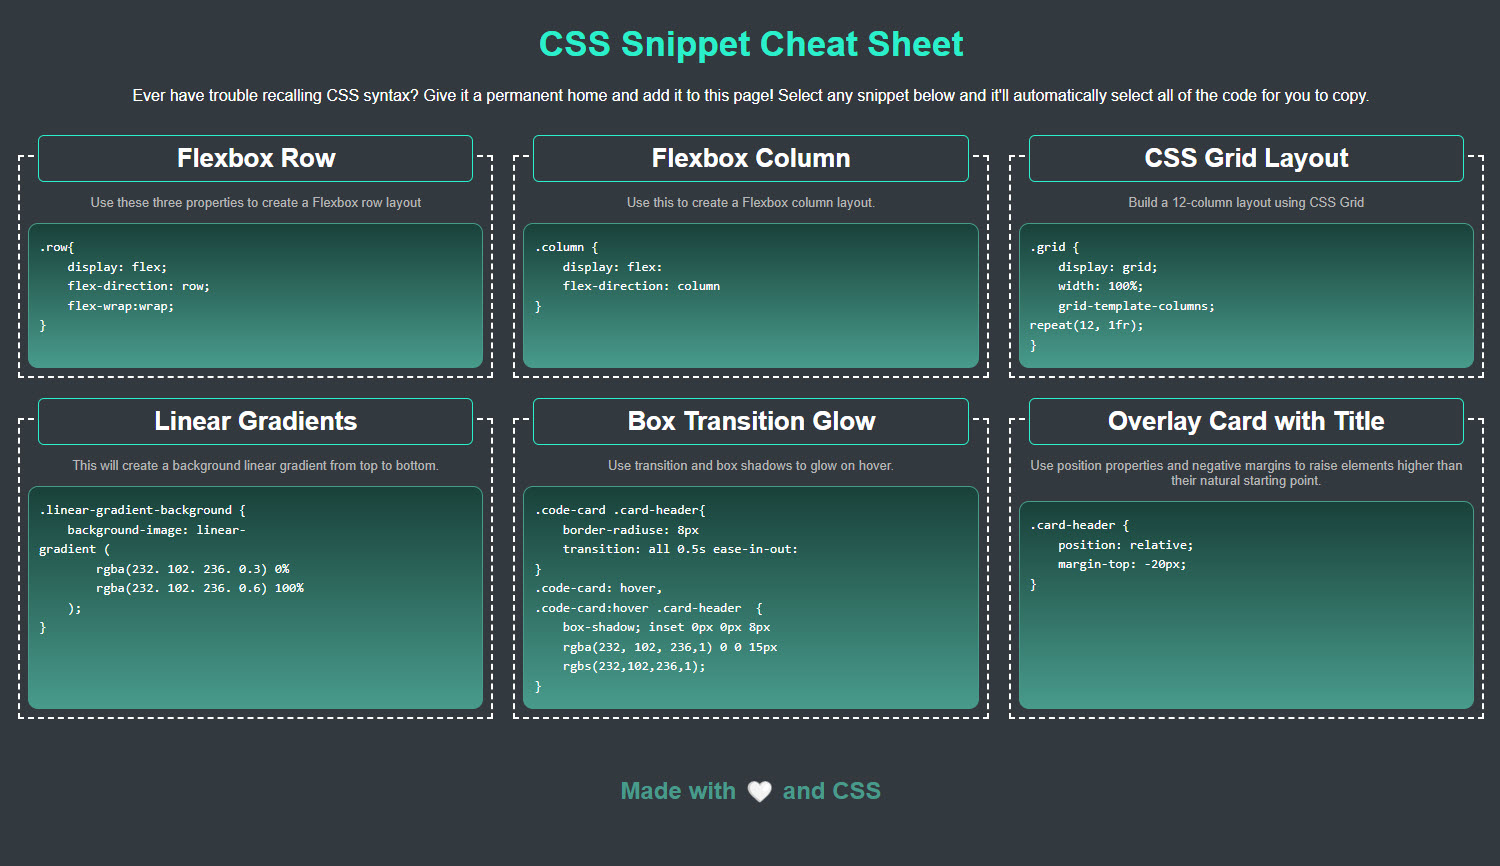 CSS Snippet Cheat Sheet
Ever have trouble recalling CSS syntax? Give it a permanent home and add it to this page! Select any snippet below and it'll automatically select all of the code for you to copy.
Flexbox Row
Use these three properties to create a Flexbox row layout
.row{
    display: flex;
    flex-direction: row;
    flex-wrap:wrap;
}
Flexbox Column
Use this to create a Flexbox column layout.
.column {
    display: flex:
    flex-direction: column
}
CSS Grid Layout
Build a 12-column layout using CSS Grid
.grid {
    display: grid;
    width: 100%;
    grid-template-columns;
repeat(12, 1fr);
}
Linear Gradients
This will create a background linear gradient from top to bottom.
.linear-gradient-background {
    background-image: linear-
gradient (
        rgba(232. 102. 236. 0.3) 0%
        rgba(232. 102. 236. 0.6) 100%
    );
}
Box Transition Glow
Use transition and box shadows to glow on hover.
.code-card .card-header{
    border-radiuse: 8px
    transition: all 0.5s ease-in-out:
}
.code-card: hover,
.code-card:hover .card-header  {
    box-shadow; inset 0px 0px 8px
    rgba(232, 102, 236,1) 0 0 15px
    rgbs(232,102,236,1);
}
Overlay Card with Title
Use position properties and negative margins to raise elements higher than
their natural starting point.
.card-header {
    position: relative;
    margin-top: -20px;
}
Made with 🤍 and CSS